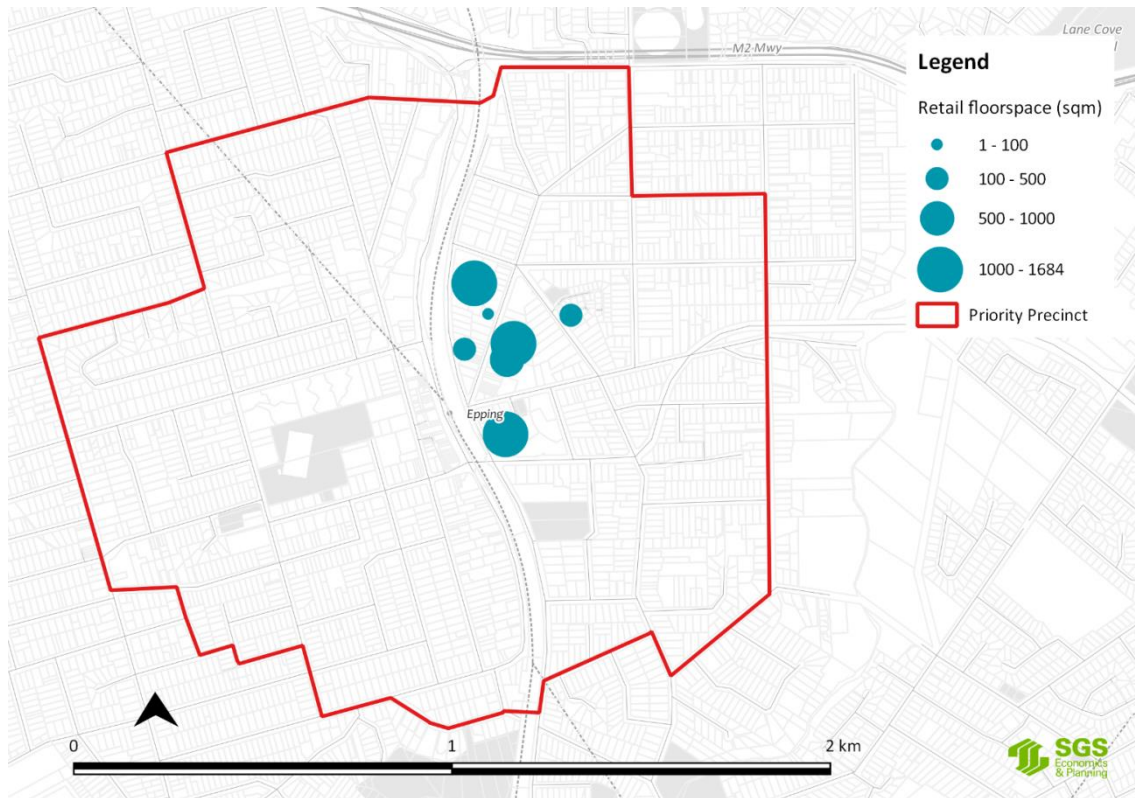 M2 Mwy
Lane Cove
Legend
Retail floorspace (sqm)
1 - 100
100 - 500
500 - 1000
1000 - 1684
Priority Precinct
Epping
0
1
2 km
SGS
Economics
& Planning